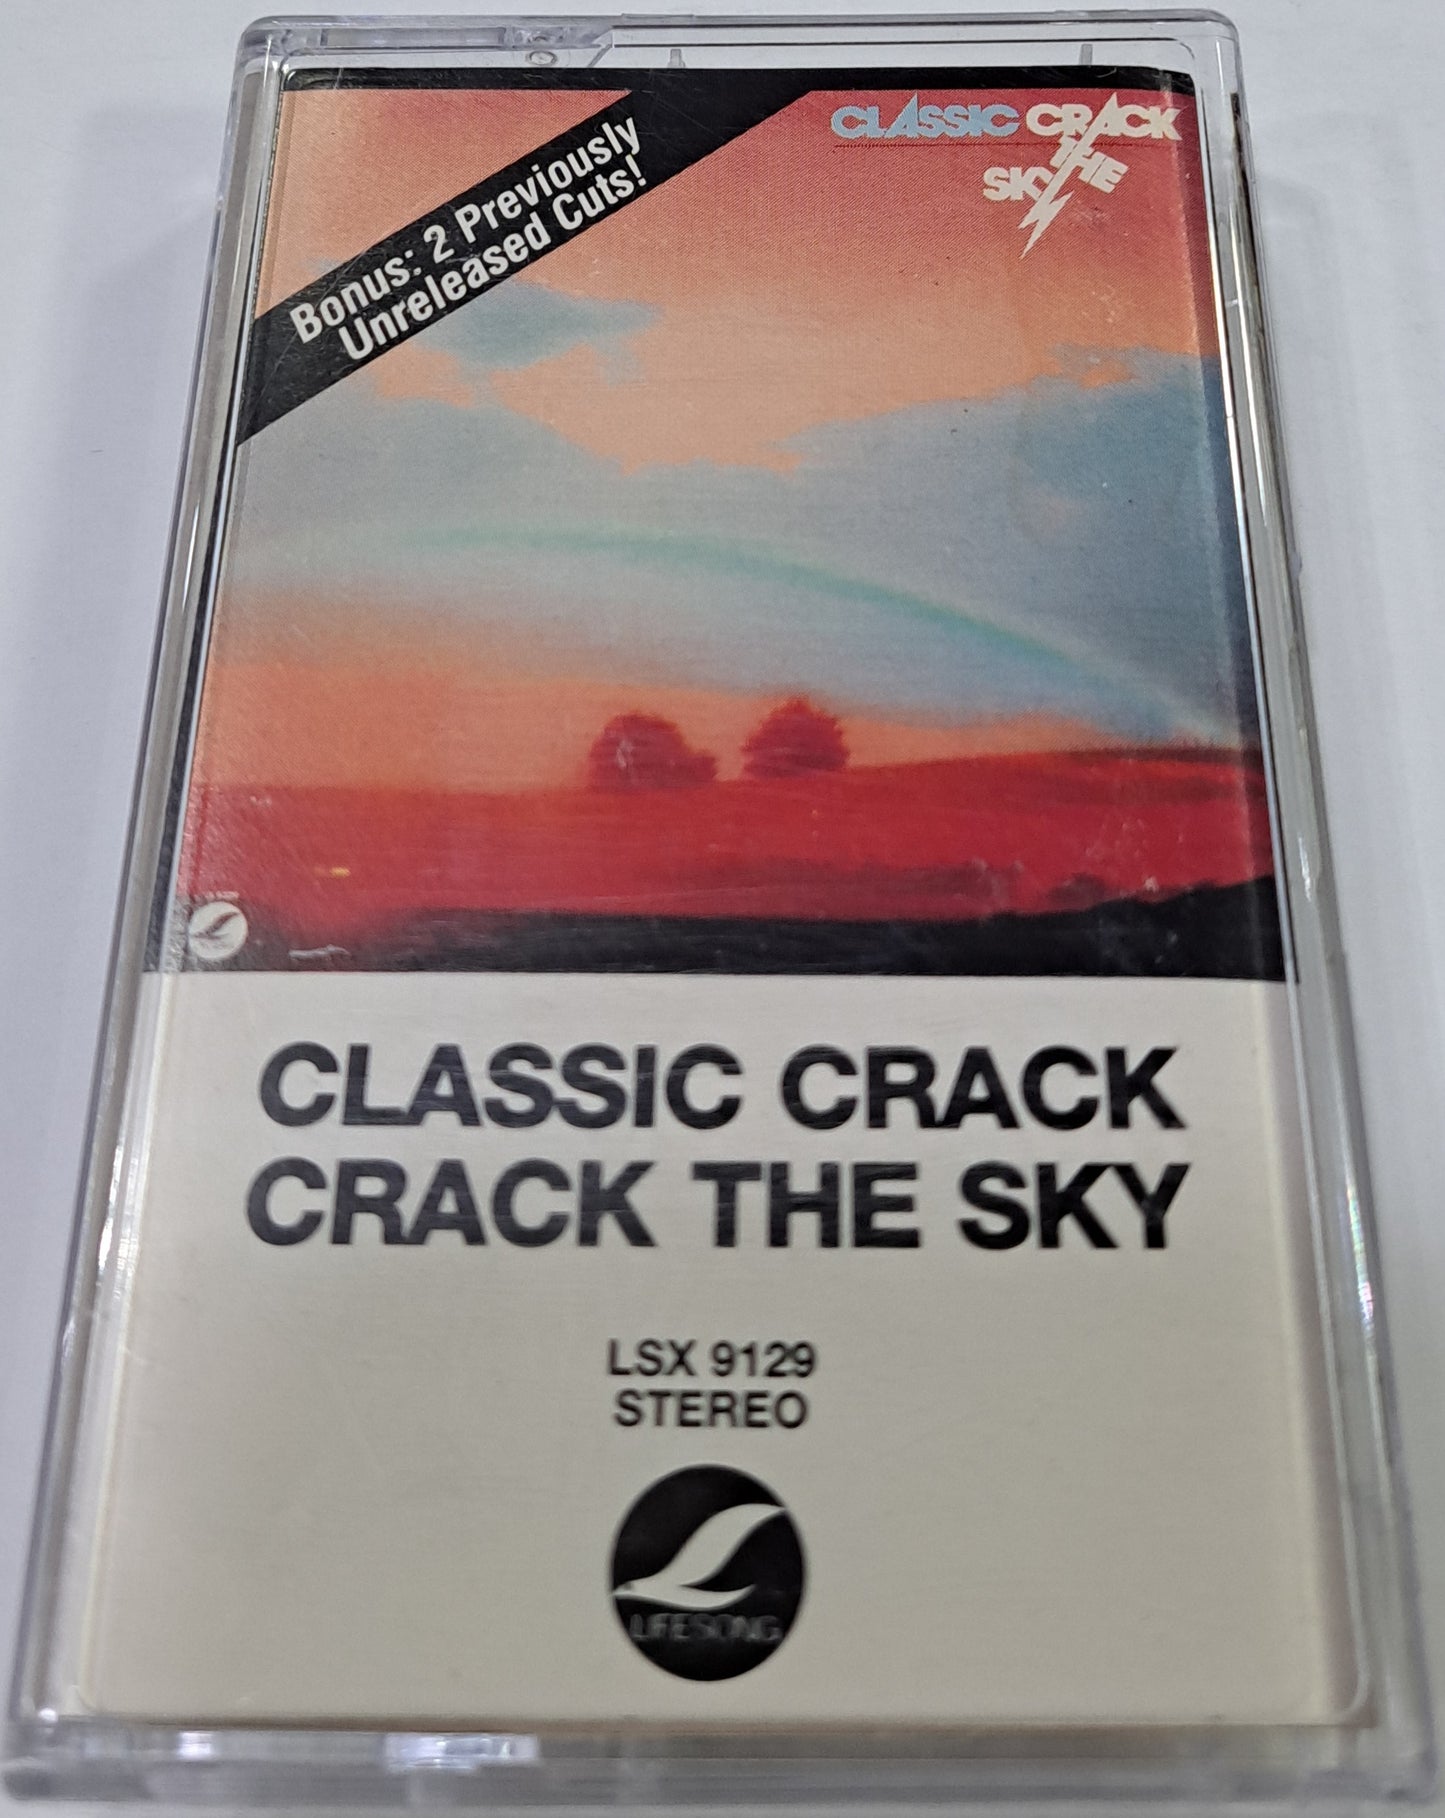 Bonus: 2 Previously
Unreleased Cuts!
CLASSIC CRACK
THE
SKY
CLASSIC CRACK
CRACK THE SKY
LSX 9129
STEREO
LIFESONG